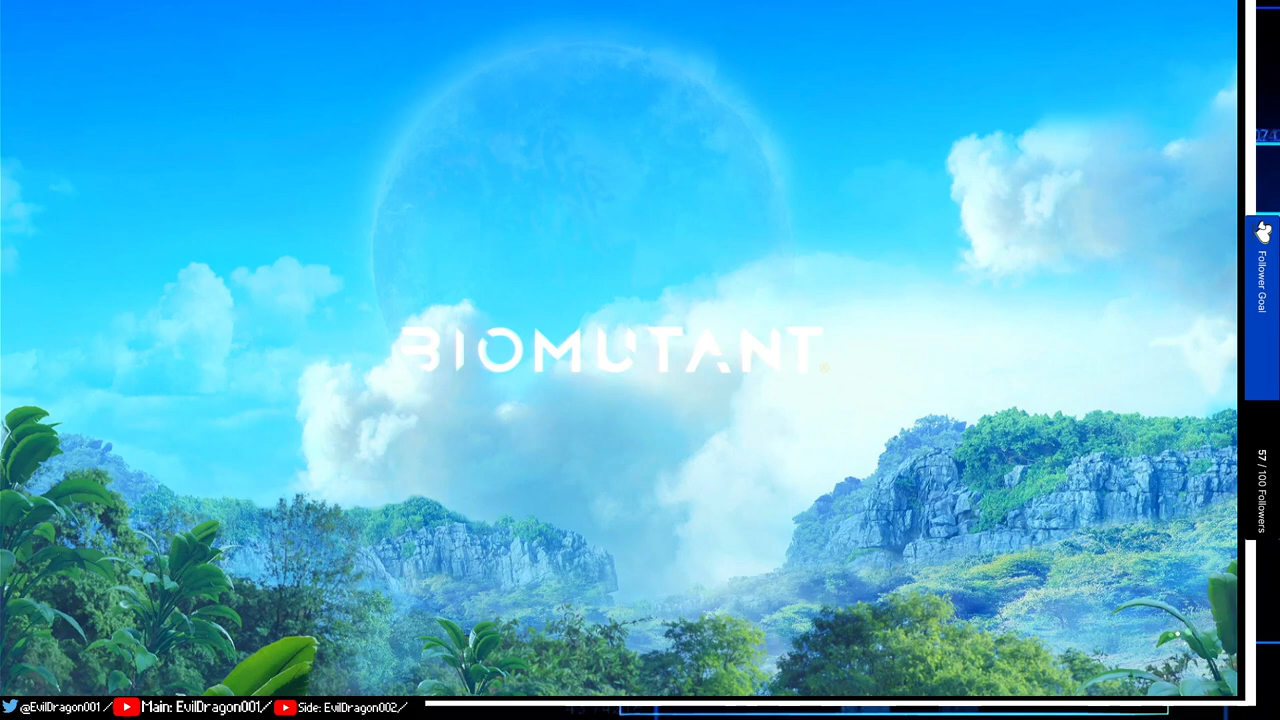 BIOMUTANT.
Follower Goal
57 / 100 Followers
@EvilDragon001 / Main: EvilDragon001/ Side: EvilDragon002/